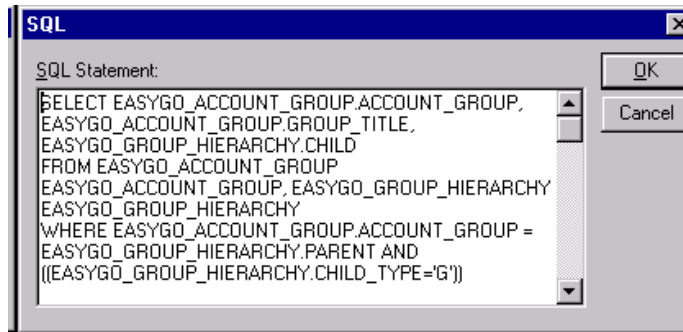 SQL
SQL Statement:
SELECT EASYGO_ACCOUNT_GROUP.ACCOUNT_GROUP,
EASYGO_ACCOUNT_GROUP.GROUP_TITLE,
EASYGO_GROUP_HIERARCHY.CHILD
FROM EASYGO_ACCOUNT_GROUP
EASYGO_ACCOUNT_GROUP, EASYGO_GROUP_HIERARCHY
EASYGO_GROUP_HIERARCHY
WHERE EASYGO_ACCOUNT_GROUP.ACCOUNT_GROUP =
EASYGO_GROUP_HIERARCHY.PARENT AND
((EASYGO_GROUP_HIERARCHY.CHILD_TYPE='G'))
OK
Cancel